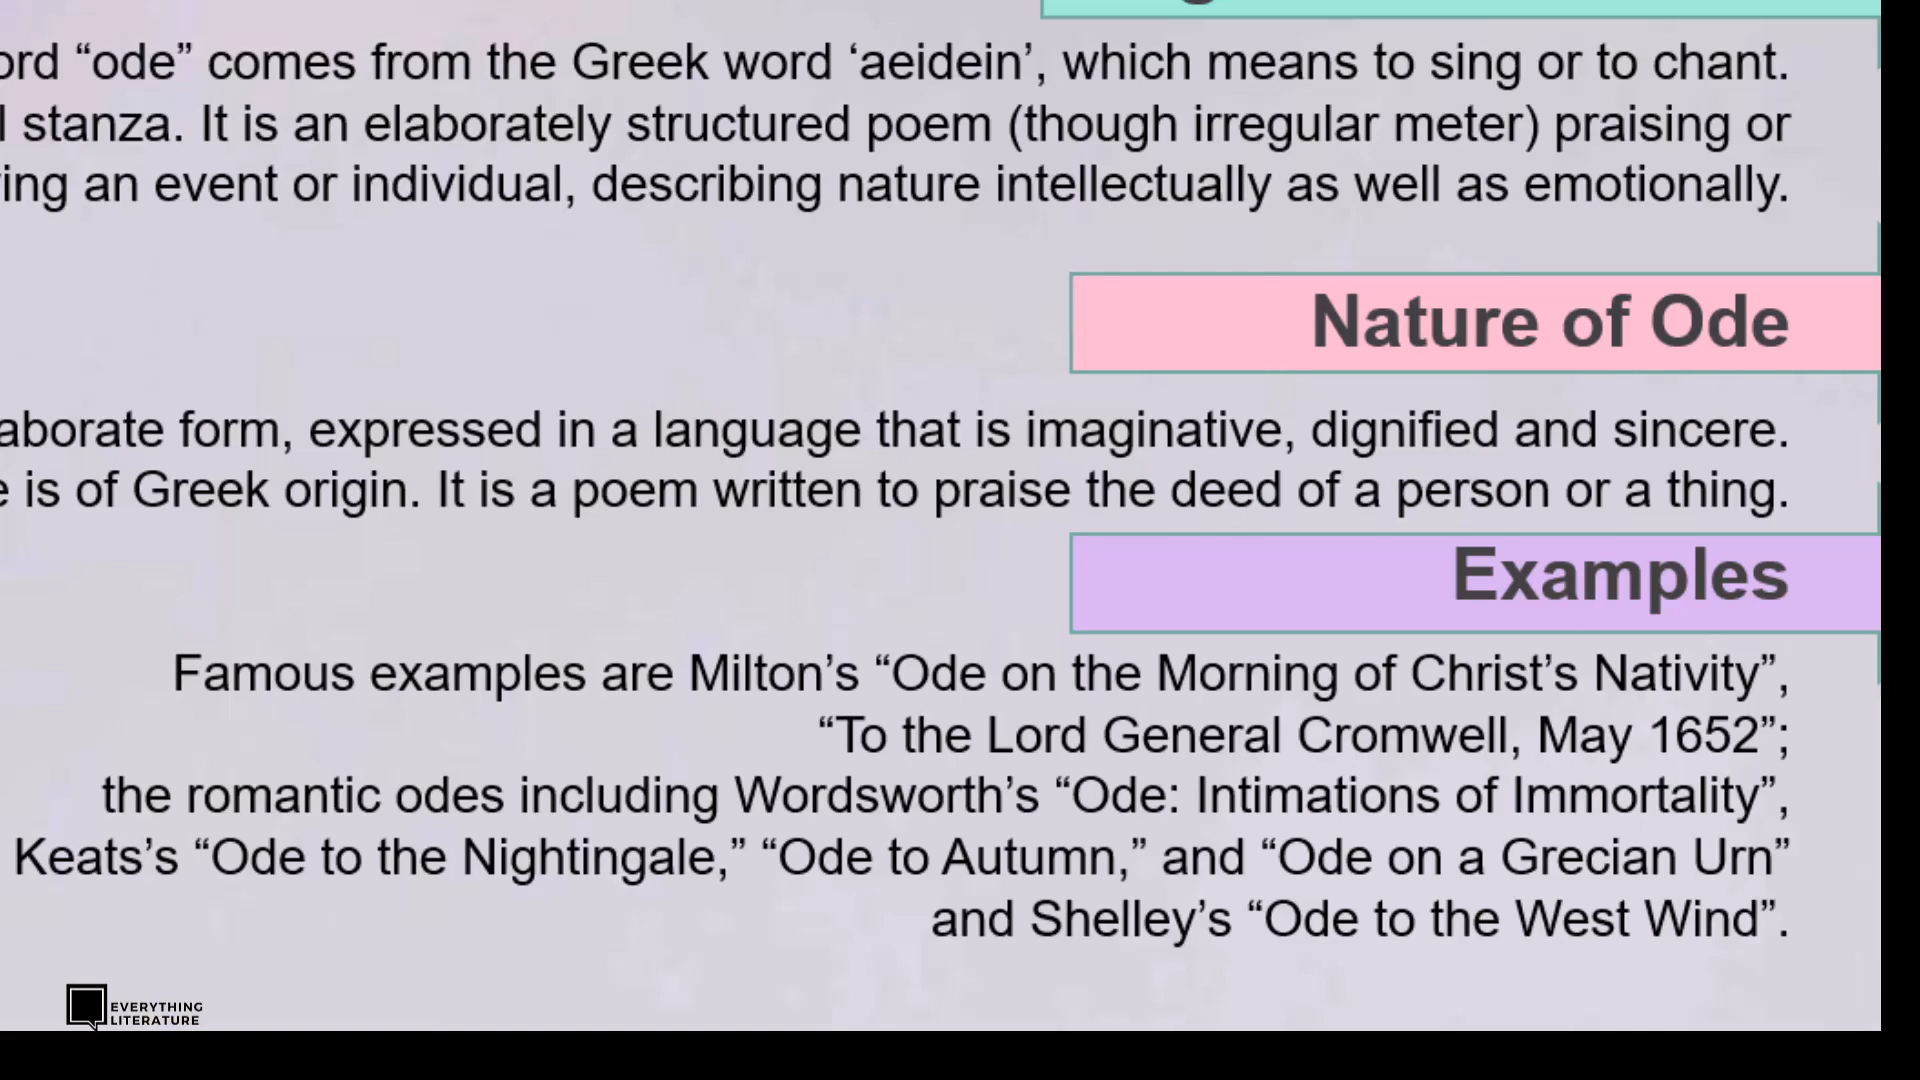 “ode” comes from the Greek word ‘aeidein’, which means to sing or to chant.
stanza. It is an elaborately structured poem (though irregular meter) praising or
an event or individual, describing nature intellectually as well as emotionally.
Nature of Ode
form, expressed in a language that is imaginative, dignified and sincere.
is of Greek origin. It is a poem written to praise the deed of a person or a thing.
Examples
Famous examples are Milton’s “Ode on the Morning of Christ’s Nativity”,
“To the Lord General Cromwell, May 1652”;
the romantic odes including Wordsworth’s “Ode: Intimations of Immortality”,
Keats’s “Ode to the Nightingale,” “Ode to Autumn,” and “Ode on a Grecian Urn”
and Shelley’s “Ode to the West Wind”.
EVERYTHING
LITERATURE